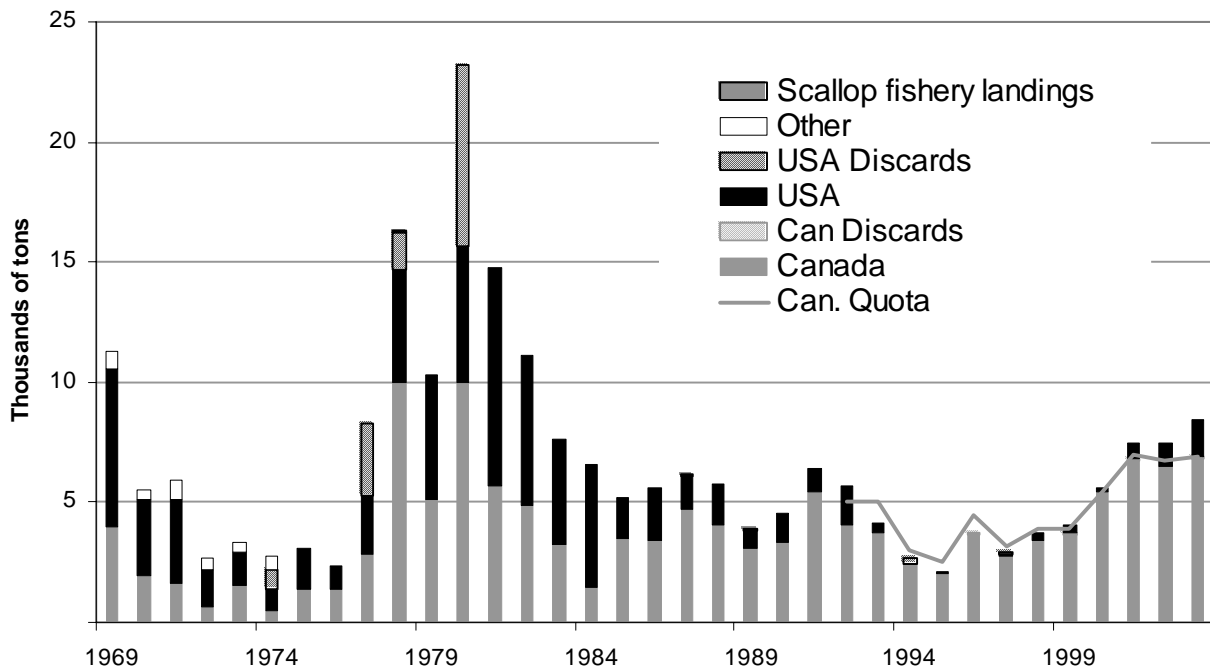 25
20
15
10
5
Thousands of tons
Scallop fishery landings
Other
USA Discards
USA
Can Discards
Canada
Can. Quota
1969 1974 1979 1984 1989 1994 1999